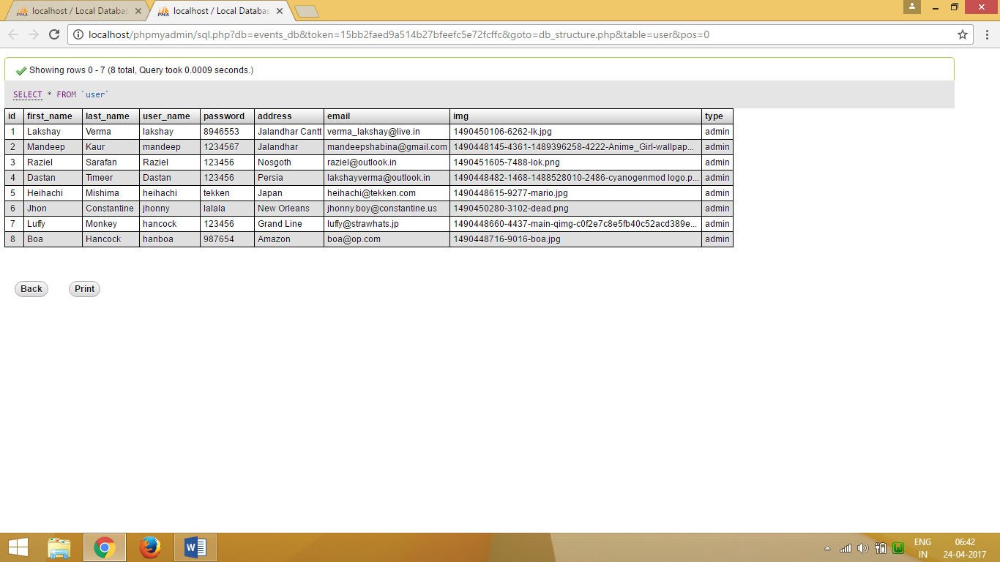 localhost / Local Databas
localhost / Local Databas
localhost/phpmyadmin/sql.php?db=events_db&token=15bb2faed9a514b27bfeefc5e72fcffc&goto=db_structure.php&table=user&pos=0
Showing rows 0 - 7 (8 total, Query took 0.0009 seconds.)
SELECT * FROM `user`
id first_name last_name user_name password address email img type
1 Lakshay Verma lakshay 8946553 Jalandhar Cantt verma_lakshay@live.in 1490450106-6262-lk.jpg admin
2 Mandeep Kaur mandeep 1234567 Jalandhar mandeepshabina@gmail.com 1490448145-4361-1489396258-4222-Anime_Girl-wallpap... admin
3 Raziel Sarafan Raziel 123456 Nosgoth raziel@outlook.in 1490451605-7488-lok.png admin
4 Dastan Timeer Dastan 123456 Persia lakshayverma@outlook.in 1490448482-1468-1488528010-2486-cyanogenmod logo.p... admin
5 Heihachi Mishima heihachi tekken Japan heihachi@tekken.com 1490448615-9277-mario.jpg admin
6 Jhon Constantine jhonny lalala New Orleans jhonny.boy@constantine.us 1490450280-3102-dead.png admin
7 Luffy Monkey hancock 123456 Grand Line luffy@strawhats.jp 1490448660-4437-main-qimg-c0f2e7c8e5fb40c52acd389e... admin
8 Boa Hancock hanboa 987654 Amazon boa@op.com 1490448716-9016-boa.jpg admin
Back Print
ENG 06:42
IN 24-04-2017